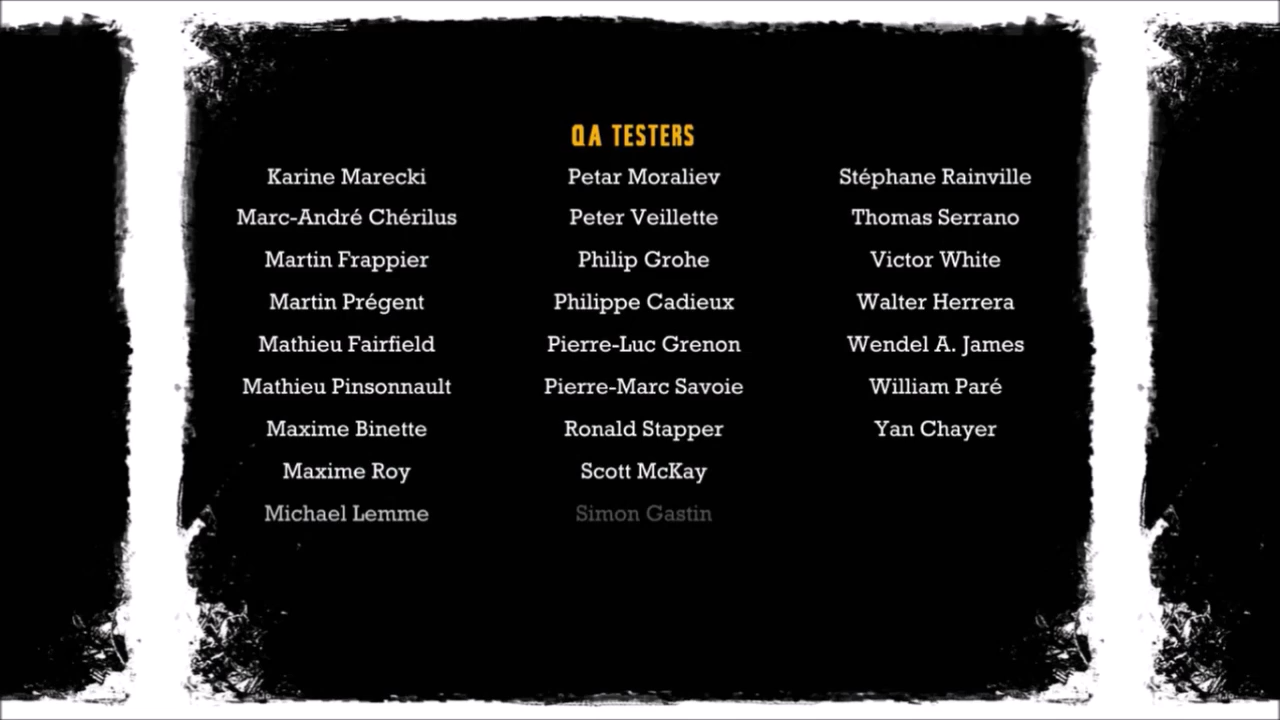 QA TESTERS
Karine Marecki
Marc-André Chérilus
Martin Frappier
Martin Prégent
Mathieu Fairfield
Mathieu Pinsonnault
Maxime Binette
Maxime Roy
Michael Lemme
Petar Moraliev
Peter Veillette
Philip Grohe
Philippe Cadieux
Pierre-Luc Grenon
Pierre-Marc Savoie
Ronald Stapper
Scott McKay
Simon Gastin
Stéphane Rainville
Thomas Serrano
Victor White
Walter Herrera
Wendel A. James
William Paré
Yan Chayer